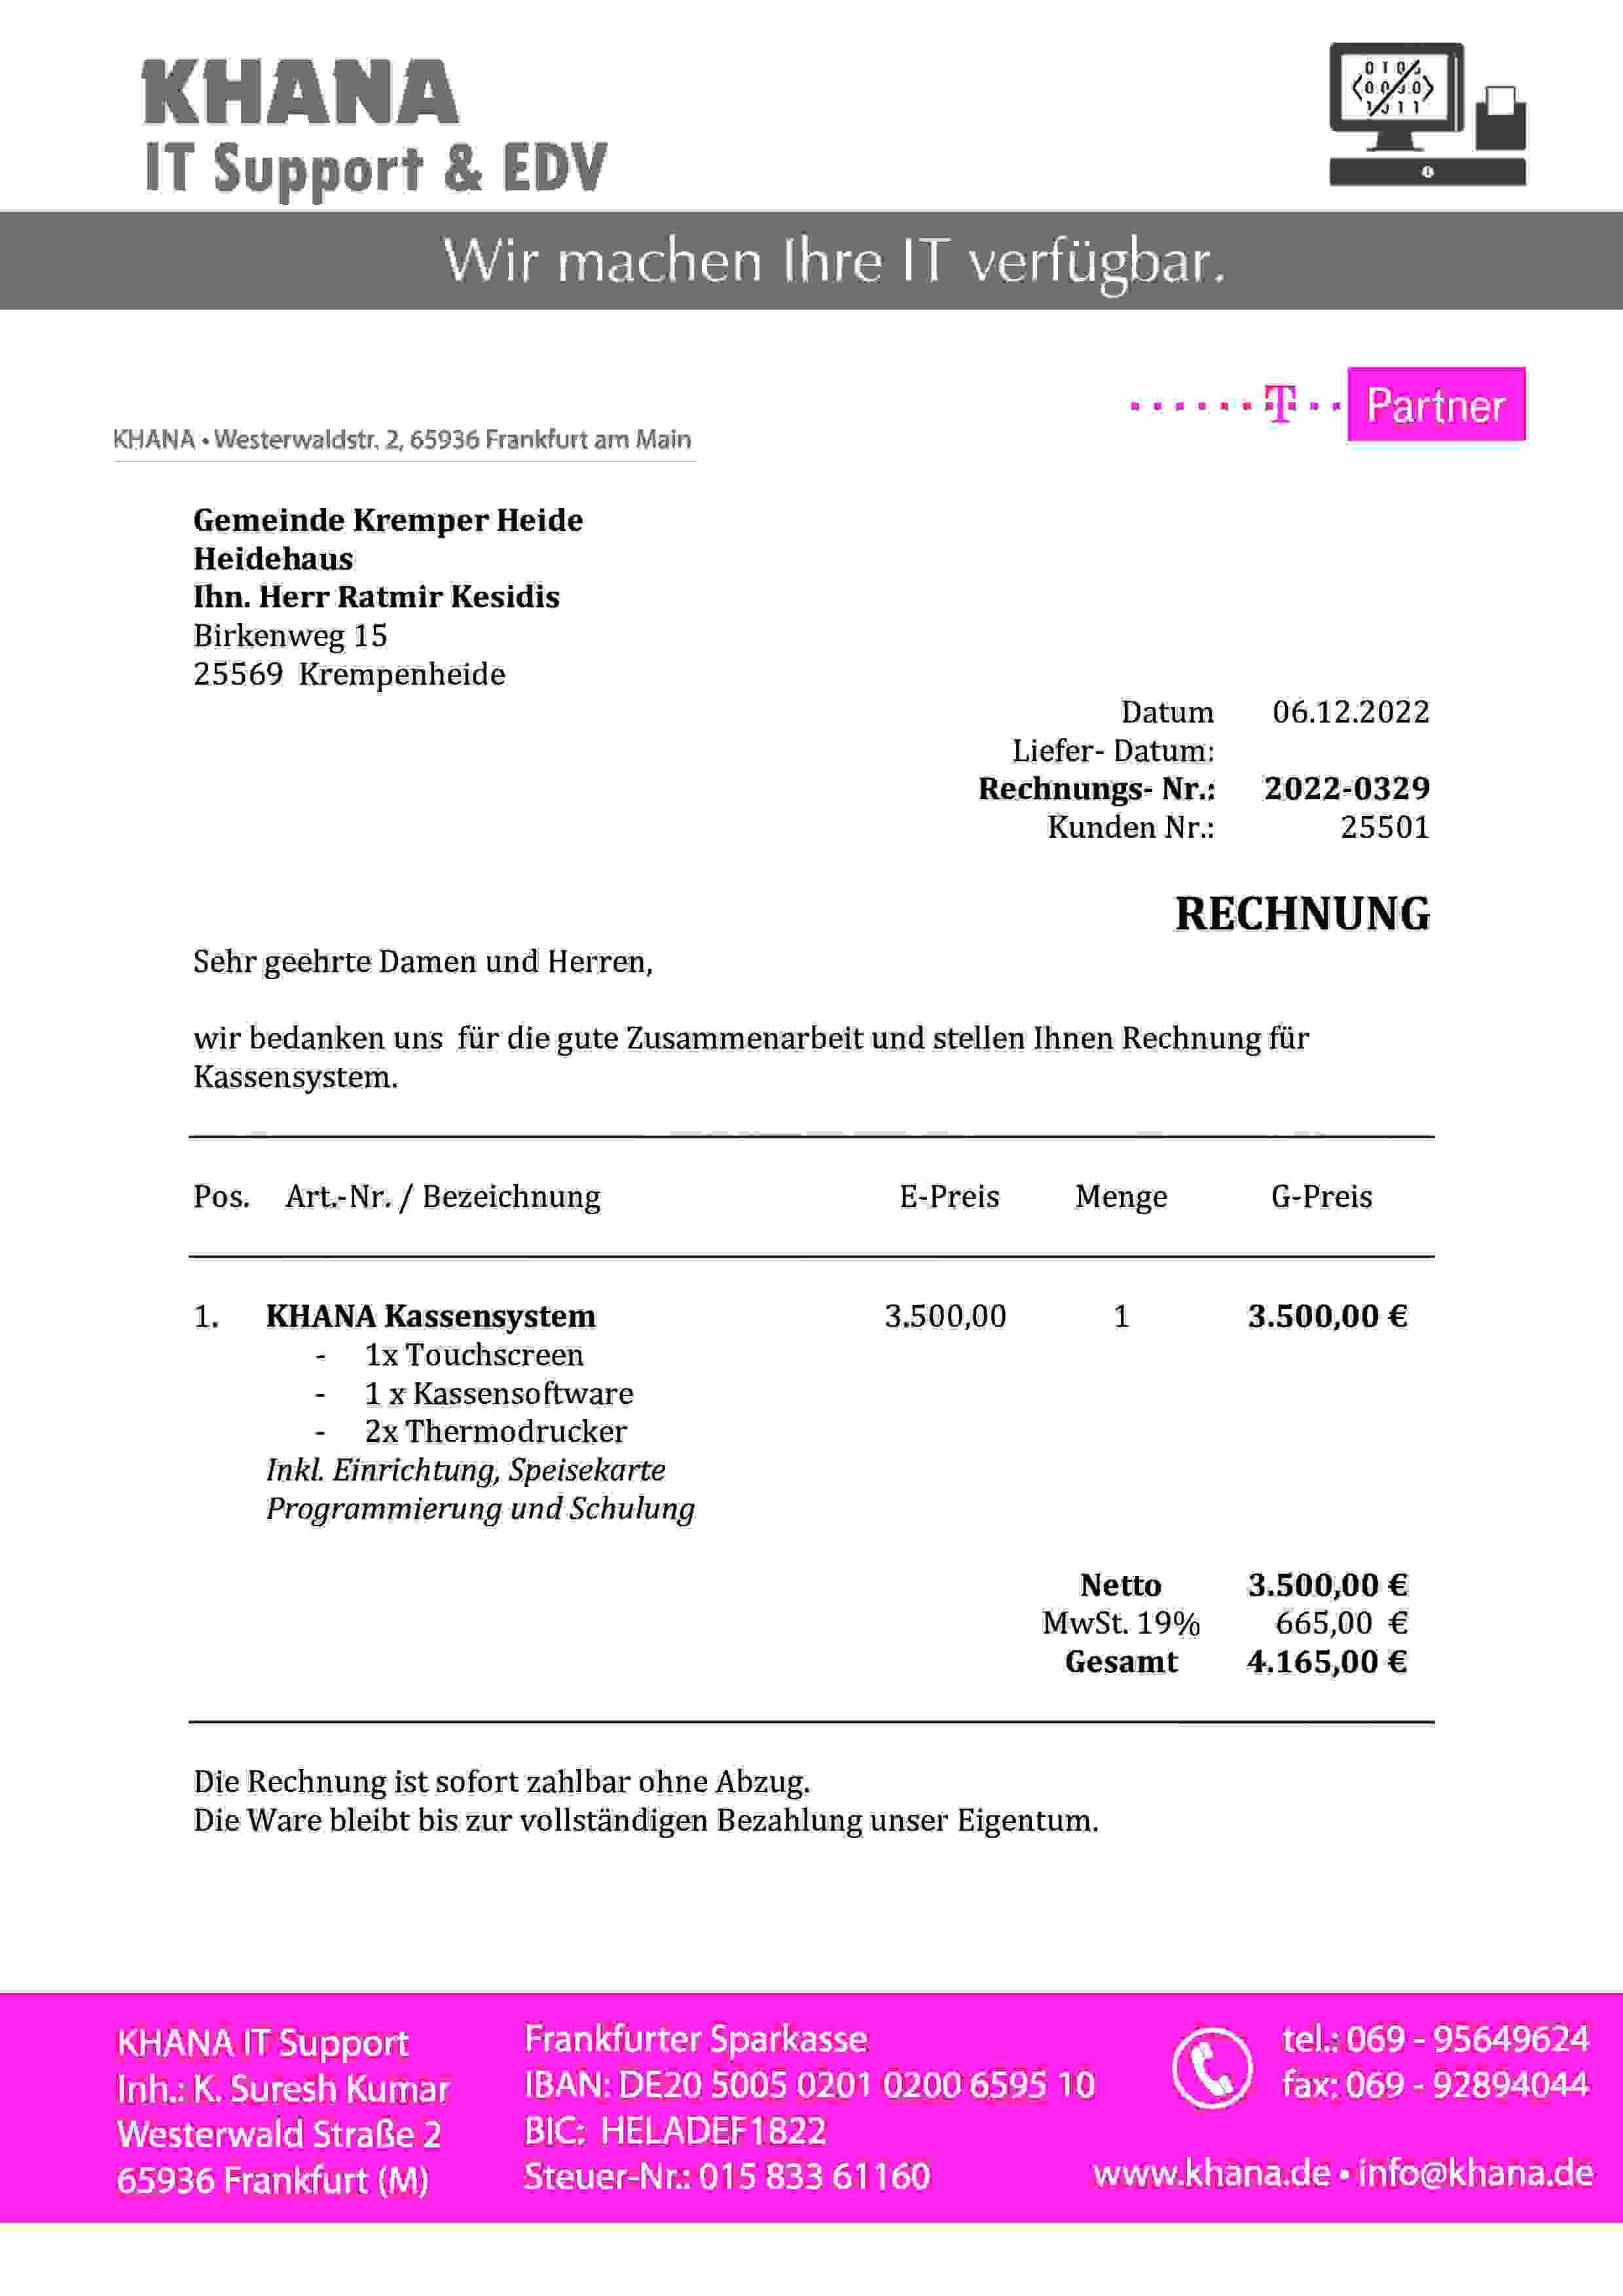 KHANA
IT Support & EDV
Wir machen Ihre IT verfügbar.
T Partner
KHANA • Westerwaldstr. 2, 65936 Frankfurt am Main
Gemeinde Kremper Heide
Heidehaus
Ihn. Herr Ratmir Kesidis
Birkenweg 15
25569 Krempenheide
Datum 06.12.2022
Liefer- Datum:
Rechnungs- Nr.: 2022-0329
Kunden Nr.: 25501
RECHNUNG
Sehr geehrte Damen und Herren,
wir bedanken uns für die gute Zusammenarbeit und stellen Ihnen Rechnung für
Kassensystem.
Pos. Art.-Nr. / Bezeichnung E-Preis Menge G-Preis
1. KHANA Kassensystem 3.500,00 1 3.500,00 €
- 1x Touchscreen
- 1 x Kassensoftware
- 2x Thermodrucker
Inkl. Einrichtung, Speisekarte
Programmierung und Schulung
Netto 3.500,00 €
MwSt. 19% 665,00 €
Gesamt 4.165,00 €
Die Rechnung ist sofort zahlbar ohne Abzug.
Die Ware bleibt bis zur vollständigen Bezahlung unser Eigentum.
KHANA IT Support
Inh.: K. Suresh Kumar
Westerwald Straße 2
65936 Frankfurt (M)
Frankfurter Sparkasse
IBAN: DE20 5005 0201 0200 6595 10
BIC: HELADEF1822
Steuer-Nr.: 015 833 61160
tel.: 069 - 95649624
fax: 069 - 92894044
www.khana.de • info@khana.de